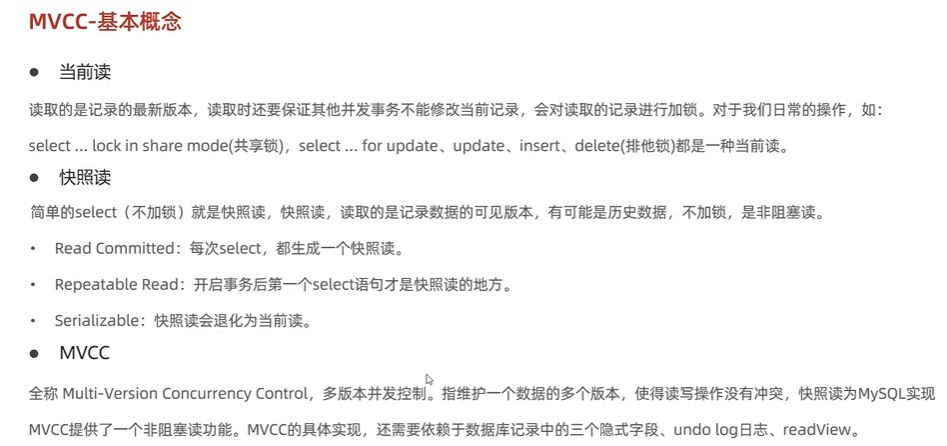 MVCC-基本概念
● 当前读
读取的是记录的最新版本，读取时还要保证其他并发事务不能修改当前记录，会对读取的记录进行加锁。对于我们日常的操作，如：
select ... lock in share mode(共享锁)，select ... for update、update、insert、delete(排他锁)都是一种当前读。
● 快照读
简单的select（不加锁）就是快照读，快照读，读取的是记录数据的可见版本，有可能是历史数据，不加锁，是非阻塞读。
• Read Committed：每次select，都生成一个快照读。
• Repeatable Read：开启事务后第一个select语句才是快照读的地方。
• Serializable：快照读会退化为当前读。
● MVCC
全称 Multi-Version Concurrency Control，多版本并发控制。指维护一个数据的多个版本，使得读写操作没有冲突，快照读为MySQL实现
MVCC提供了一个非阻塞读功能。MVCC的具体实现，还需要依赖于数据库记录中的三个隐式字段、undo log日志、readView。